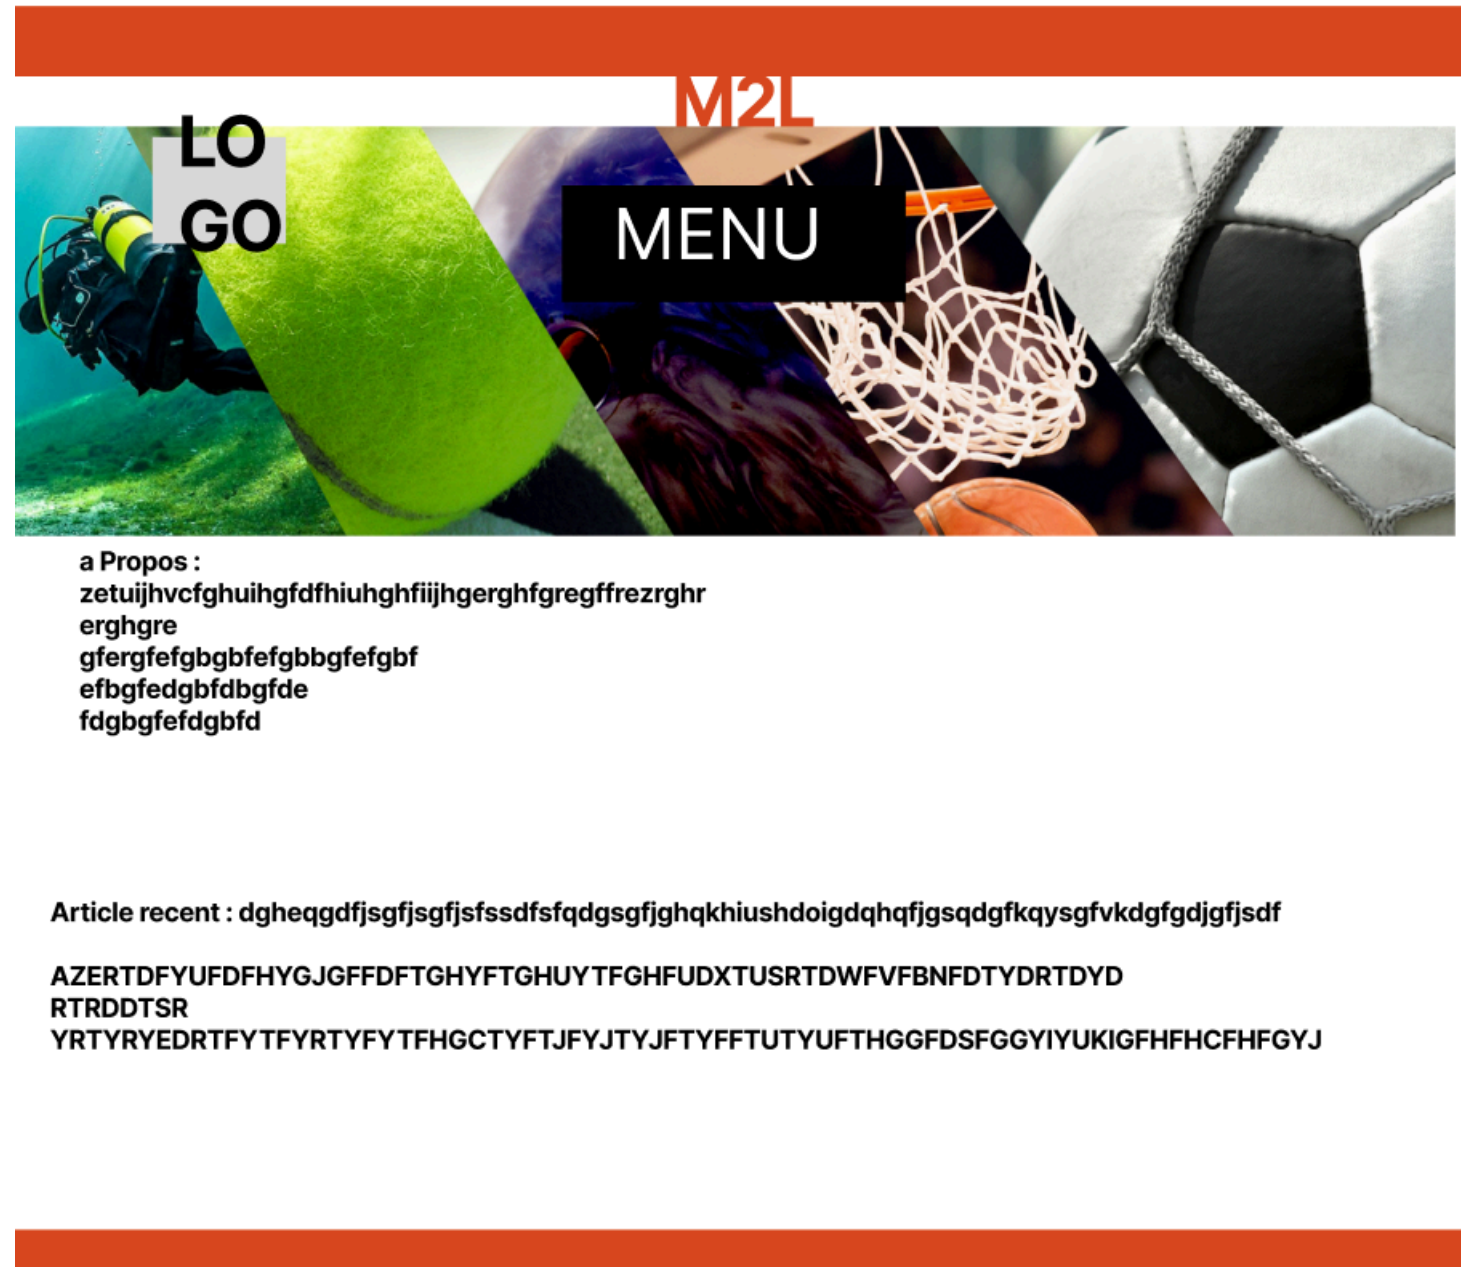 M2L
LO
GO
MENU
a Propos :
zetuijhvcfghuihgfdfhiuhghfiijhgerghfgregffrezrghr
erghgre
gfergfefgbgbfefgbbgfefgbf
efbgfedgbfdbgfde
fdgbgfefdgbfd
Article recent : dgheqgdfjsgfjsgfjsfssdfsfqdgsgfjghqkhiushdoigdqhqfjgsqdgfkqysgfvkdgfgdjgfjsdf
AZERTDFYUFDFHYGJGFFDFTGHYFTGHUYTFGHFUDXTUSRTDWFVFBNFDTYDRTDYD
RTRDDTSR
YRTYRYEDRTFYTFYRTYFYTFHGCTYFTJFYJTYJFTYFFTUTYUFTHGGFDSFGGYIYUKIGFHFHCFHFGYJ